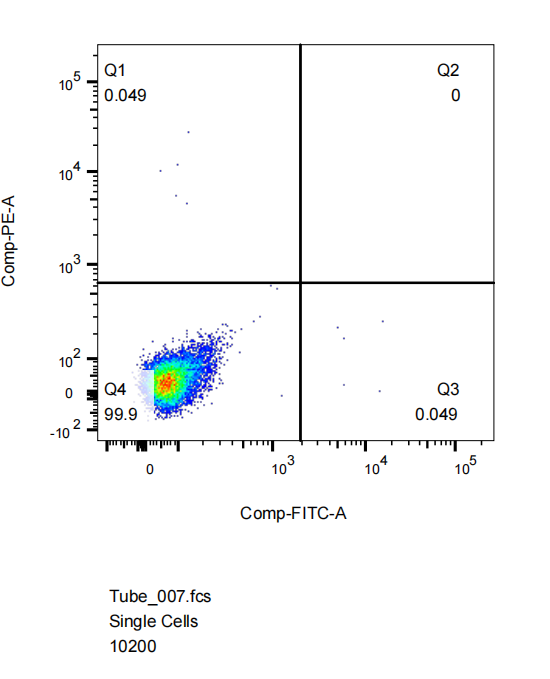 Q1
0.049
Q2
0
10^5
10^4
10^3
10^2
0
-10^2
Comp-PE-A
Q4
99.9
Q3
0.049
0
10^3
10^4
10^5
Comp-FITC-A
Tube_007.fcs
Single Cells
10200